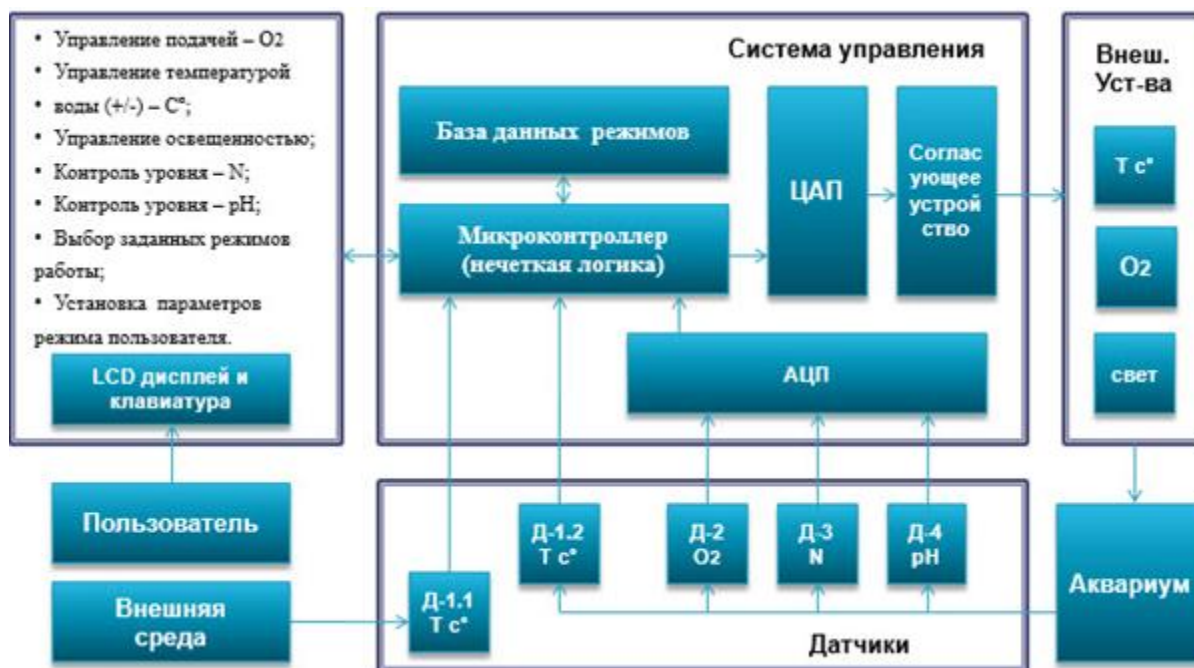 • Управление подачей – O2
• Управление температурой
• воды (+/-) – C°;
• Управление освещенностью;
• Контроль уровня – N;
• Контроль уровня – pH;
• Выбор заданных режимов
работы;
• Установка параметров
режима пользователя.
LCD дисплей и
клавиатура
Пользователь
Внешняя
среда
Система управления
База данных режимов
Микроконтроллер
(нечеткая логика)
ЦАП
Соглас
ующее
устрой
ство
АЦП
Внеш.
Уст-ва
T c°
O2
свет
Д-1.1
T c°
Д-1.2
T c°
Д-2
O2
Д-3
N
Д-4
pH
Датчики
Аквариум